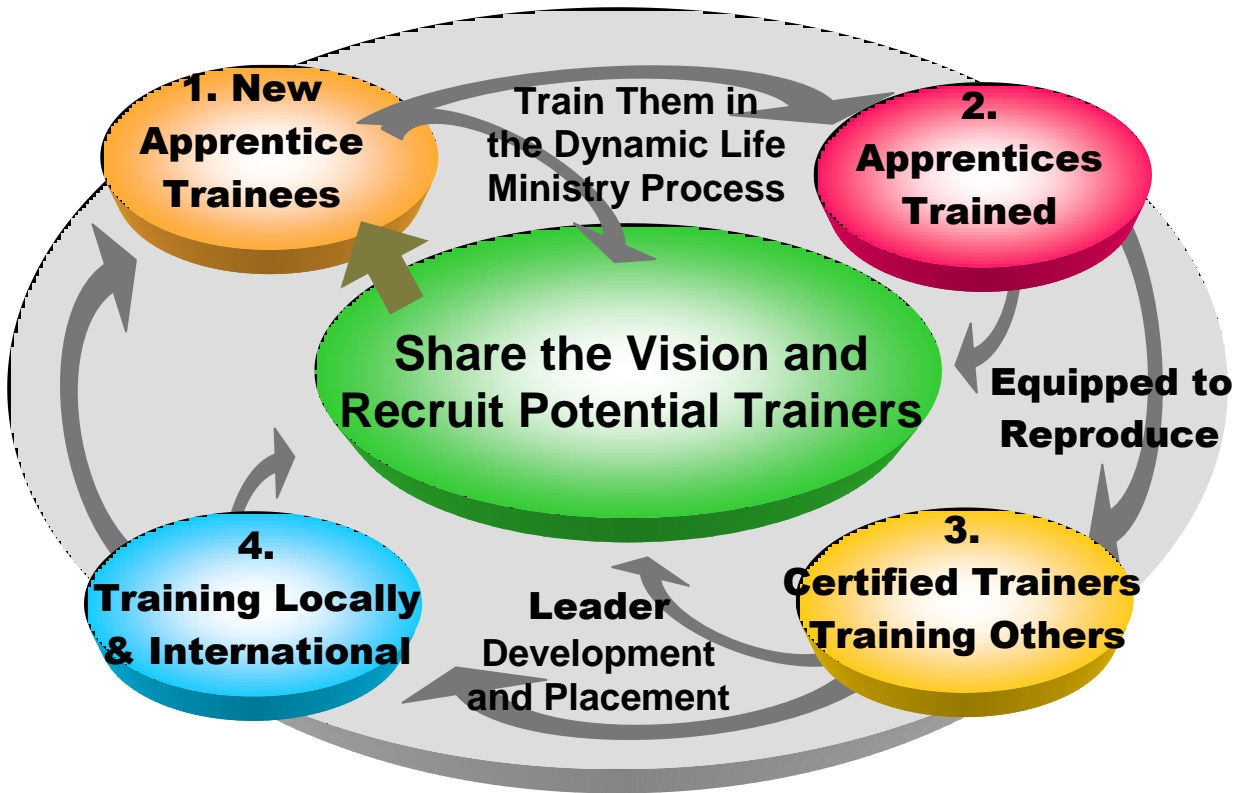 1. New
Apprentice
Trainees
Train Them in
the Dynamic Life
Ministry Process
2.
Apprentices
Trained
Share the Vision and
Recruit Potential Trainers
Equipped to
Reproduce
4.
Training Locally
& International
Leader
Development
and Placement
3.
Certified Trainers
Training Others